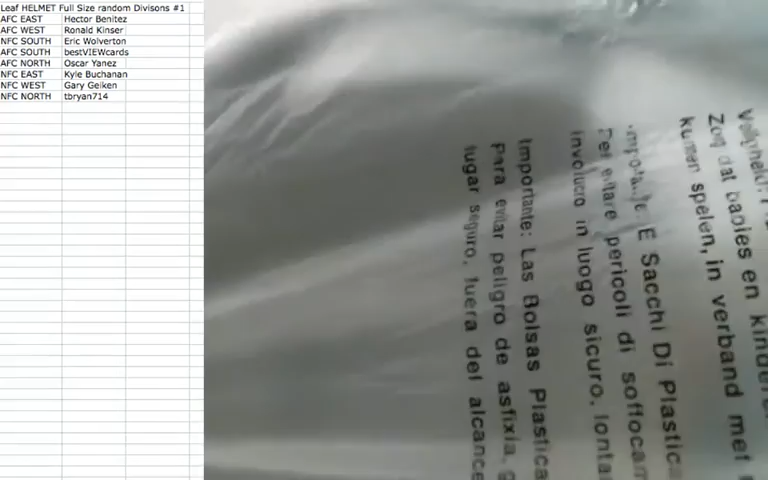 Leaf HELMET Full Size random Divisons #1
AFC EAST Hector Benitez
AFC WEST Ronald Kinser
NFC SOUTH Eric Wolverton
AFC SOUTH bestVIEWcards
AFC NORTH Oscar Yanez
NFC EAST Kyle Buchanan
NFC WEST Gary Geiken
NFC NORTH tbryan714
Zorg dat babies en kinderen
kunnen spelen, in verband met
E Sacchi Di Plastica
Per evitare pericoli di soffocam
involucro in luogo sicuro, lonta
Importante: Las Bolsas Plastica
Para evitar peligro de asfixia,
lugar seguro, fuera del alcance